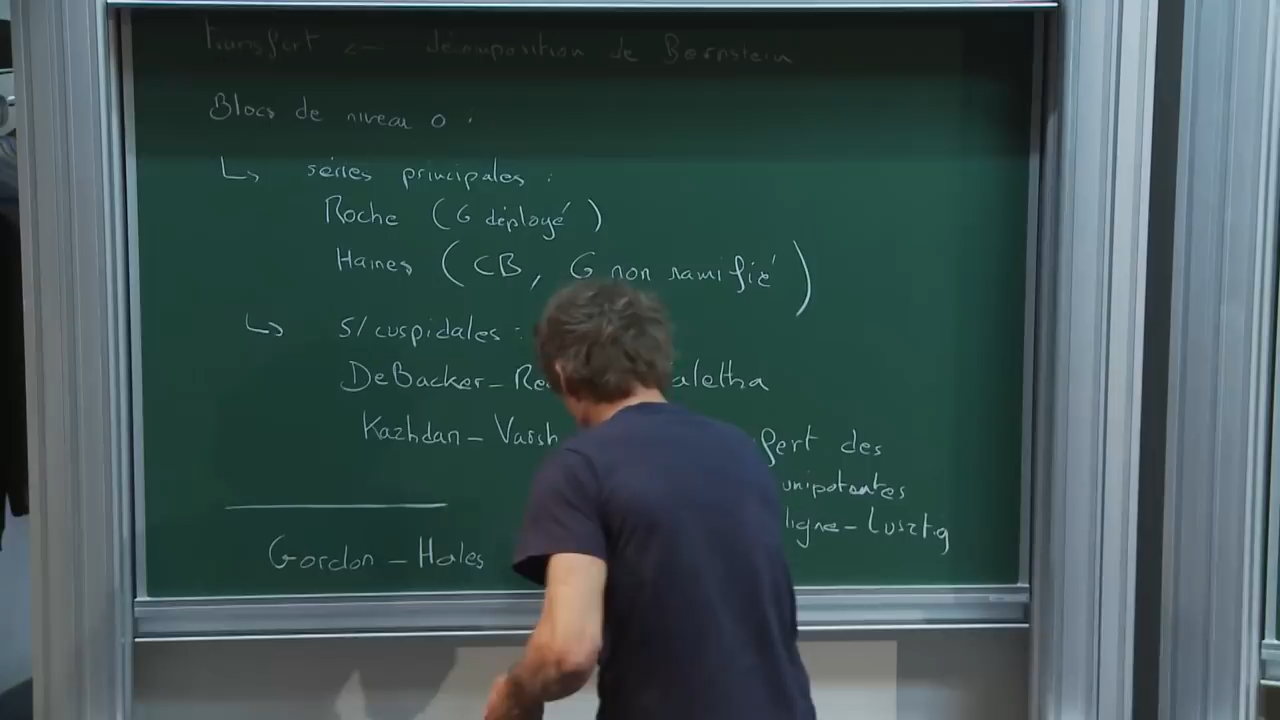 Transfert ← décomposition de Bernstein
Blocs de niveau 0 .
↳ séries principales :
Roche ( G déployé )
Haines ( CB, G non ramifié )
↳ s/cuspidales :
DeBacker - Re aletha
Kazhdan - Varsh fert des
unipotentes
ligne - Lusztig
Gordon - Hales